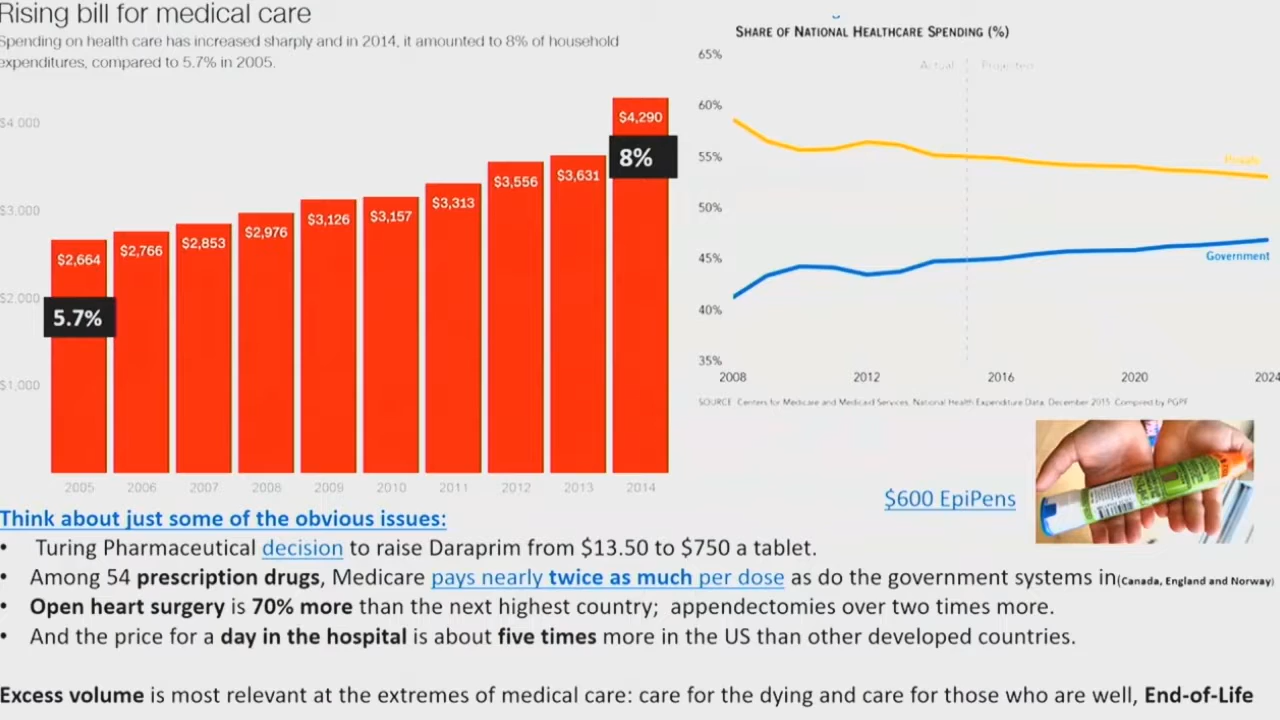 Rising bill for medical care
Spending on health care has increased sharply and in 2014, it amounted to 8% of household
expenditures, compared to 5.7% in 2005.
$4 000
$3,000
$2,000
$1,000
$2,664
$2,766
$2,853
$2,976
$3,126
$3,157
$3,313
$3,556
$3,631
$4,290
5.7%
8%
2005 2006 2007 2008 2009 2010 2011 2012 2013 2014
SHARE OF NATIONAL HEALTHCARE SPENDING (%)
Actual Projected
65%
60%
55%
50%
45%
40%
35%
Private
Government
2008 2012 2016 2020 2024
SOURCE: Centers for Medicare and Medicaid Services, National Health Expenditure Data, December 2015. Compiled by PGPF
$600 EpiPens
Think about just some of the obvious issues:
• Turing Pharmaceutical decision to raise Daraprim from $13.50 to $750 a tablet.
• Among 54 prescription drugs, Medicare pays nearly twice as much per dose as do the government systems in(Canada, England and Norway)
• Open heart surgery is 70% more than the next highest country; appendectomies over two times more.
• And the price for a day in the hospital is about five times more in the US than other developed countries.
Excess volume is most relevant at the extremes of medical care: care for the dying and care for those who are well, End-of-Life